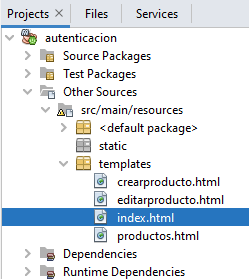 Projects Files Services
autenticacion
Source Packages
Test Packages
Other Sources
src/main/resources
<default package>
static
templates
crearproducto.html
editarproducto.html
index.html
productos.html
Dependencies
Runtime Dependencies